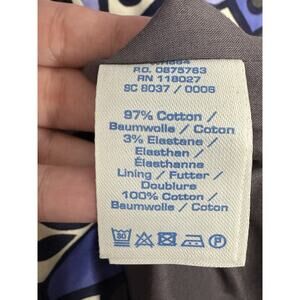 P.O. 0875763
RN 118027
SC 8037 / 0006
97% Cotton /
Baumwolle / Coton
3% Elastane /
Elasthan /
Élasthanne
Lining / Futter /
Doublure
100% Cotton /
Baumwolle / Coton